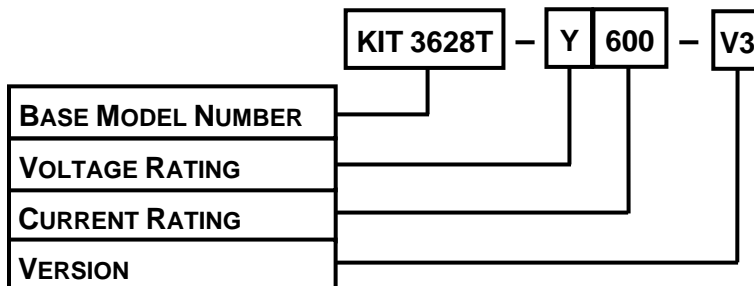 KIT 3628T – Y 600 – V3
BASE MODEL NUMBER
VOLTAGE RATING
CURRENT RATING
VERSION